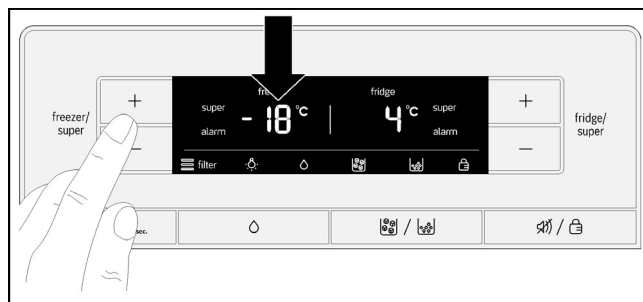 freezer/
super
+
−
super
alarm
- 18 °C
fridge
4 °C
super
alarm
filter
+
−
fridge/
super
sec.
/
/